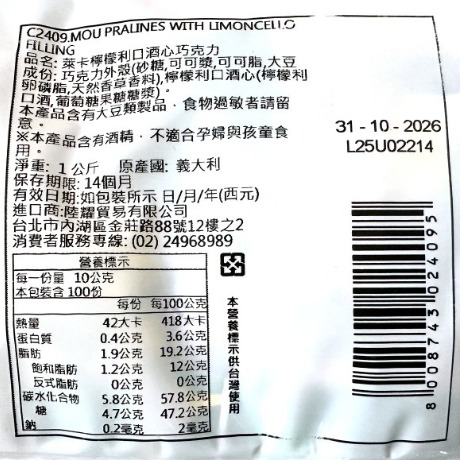 C2409.MOU PRALINES WITH LIMONCELLO
FILLING
品名: 萊卡檸檬利口酒心巧克力
成份: 巧克力外殼(砂糖,可可漿,可可脂,大豆
卵磷脂,天然香草香料),檸檬利口酒心(檸檬利
口酒,葡萄糖果糖糖漿)。
本產品含有大豆類製品，食物過敏者請留
意。
※本產品含有酒精，不適合孕婦與孩童食
用。
淨重: 1公斤 原產國: 義大利
保存期限: 14個月
有效日期:如包裝所示 日/月/年(西元)
進口商:陸耀貿易有限公司
台北市內湖區金莊路88號12樓之2
消費者服務專線: (02) 24968989
31 - 10 - 2026
L25U02214
營養標示
每一份量 10公克
本包裝含 100份
每份 每100公克
熱量 42大卡 418大卡
蛋白質 0.4公克 3.6公克
脂肪 1.9公克 19.2公克
飽和脂肪 1.2公克 12公克
反式脂肪 0公克 0公克
碳水化合物 5.8公克 57.8公克
糖 4.7公克 47.2公克
鈉 0.2毫克 2毫克
本營養標示供台灣使用
8 008743 024095